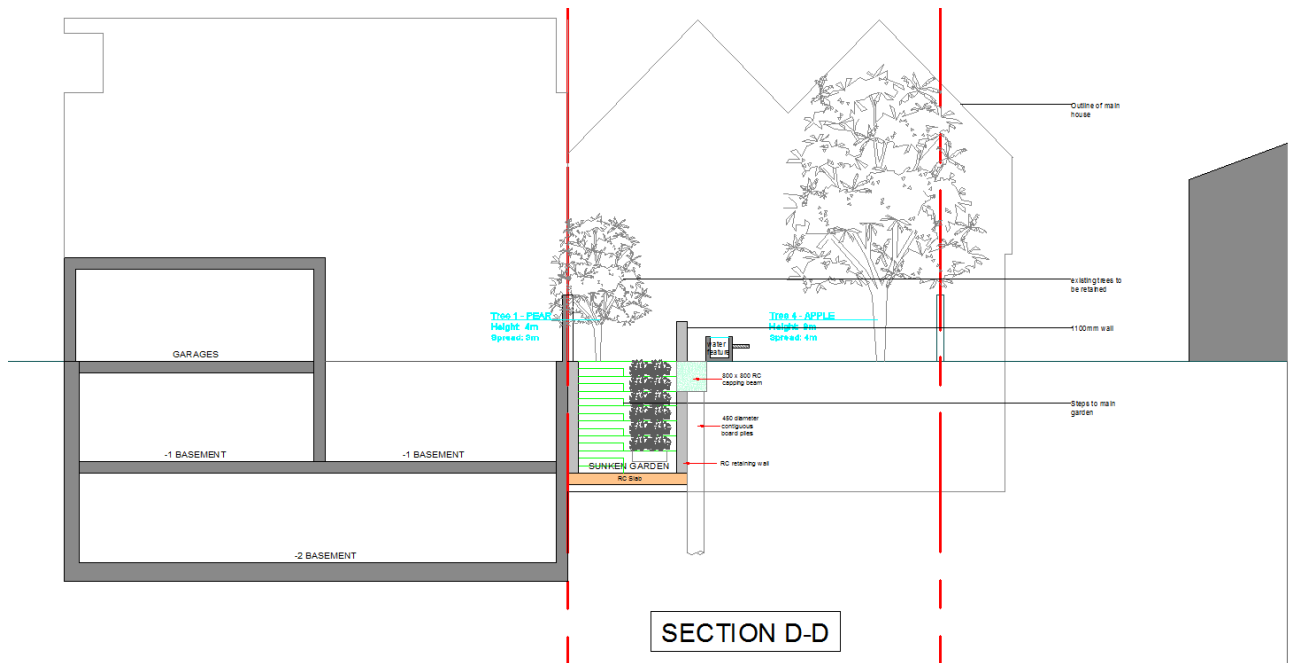 Outline of main
house
existing trees to
be retained
Tree 1 - PEAR
Height: 4m
Tree 4 - APPLE
Spread: 4m
1100mm wall
water
feature
GARAGES
800 x 800 RC
capping beam
Steps to main
garden
450 diameter
contiguous
board piles
-1 BASEMENT
-1 BASEMENT
SUNKEN GARDEN
RC retaining wall
RC Slab
-2 BASEMENT
SECTION D-D